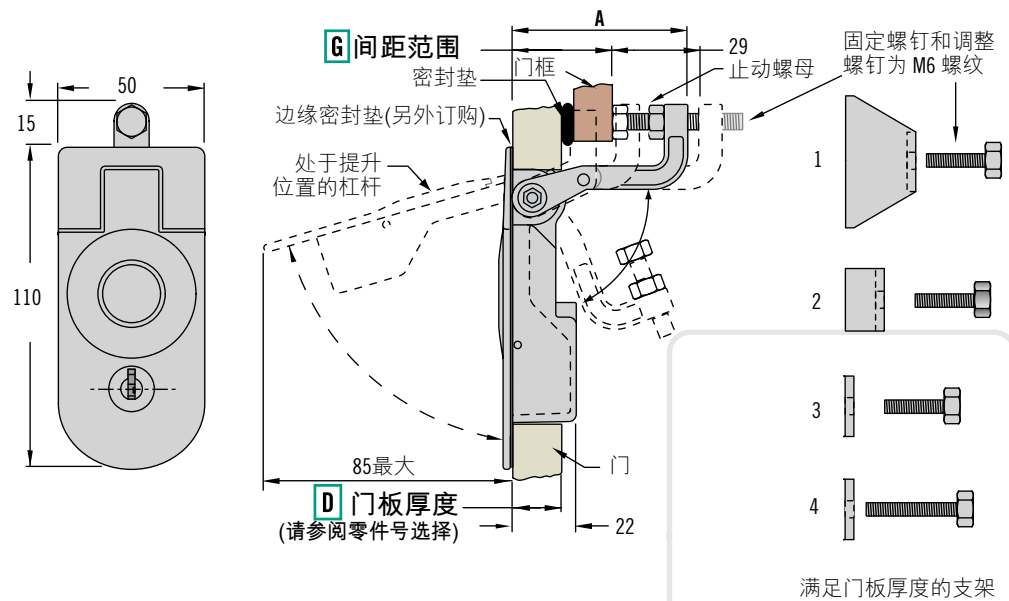 50
15
110
G 间距范围
A
29
密封垫
门框
止动螺母
边缘密封垫(另外订购)
处于提升
位置的杠杆
85最大
D 门板厚度
(请参阅零件号选择)
门
22
固定螺钉和调整
螺钉为 M6 螺纹
1
2
3
4
满足门板厚度的支架